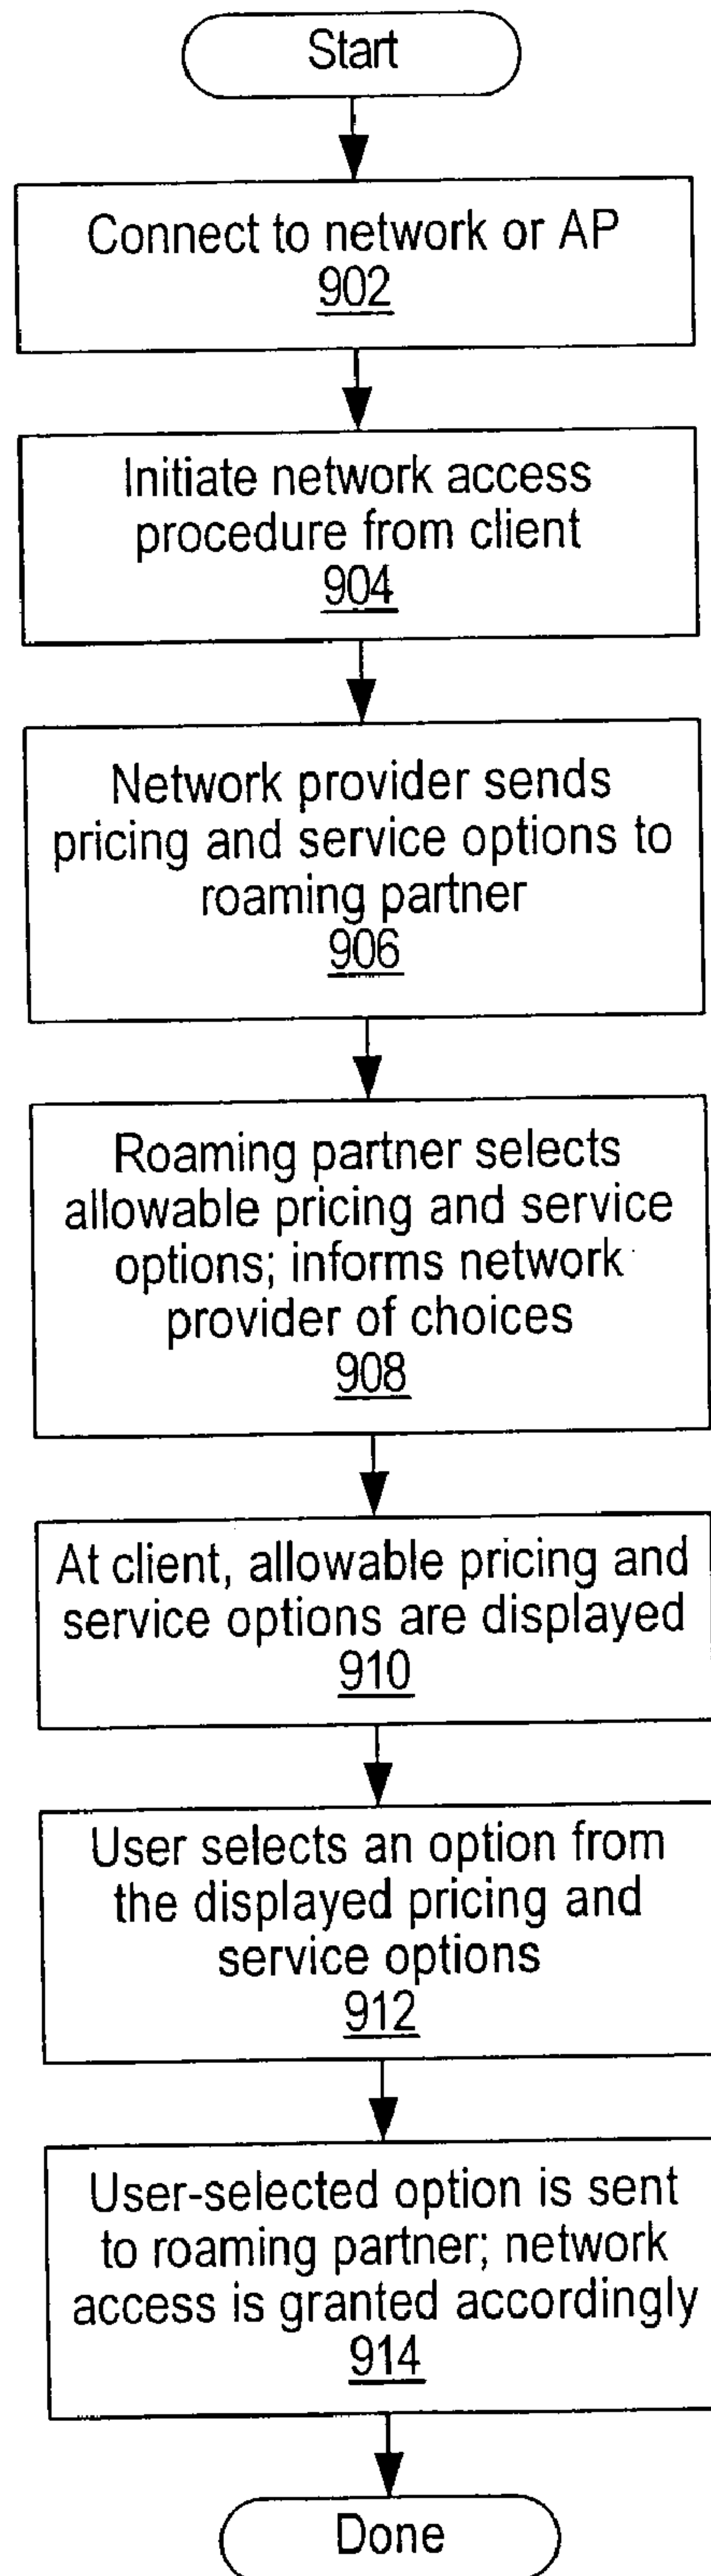 Start
Connect to network or AP
902
Initiate network access
procedure from client
904
Network provider sends
pricing and service options to
roaming partner
906
Roaming partner selects
allowable pricing and service
options; informs network
provider of choices
908
At client, allowable pricing and
service options are displayed
910
User selects an option from
the displayed pricing and
service options
912
User-selected option is sent
to roaming partner; network
access is granted accordingly
914
Done